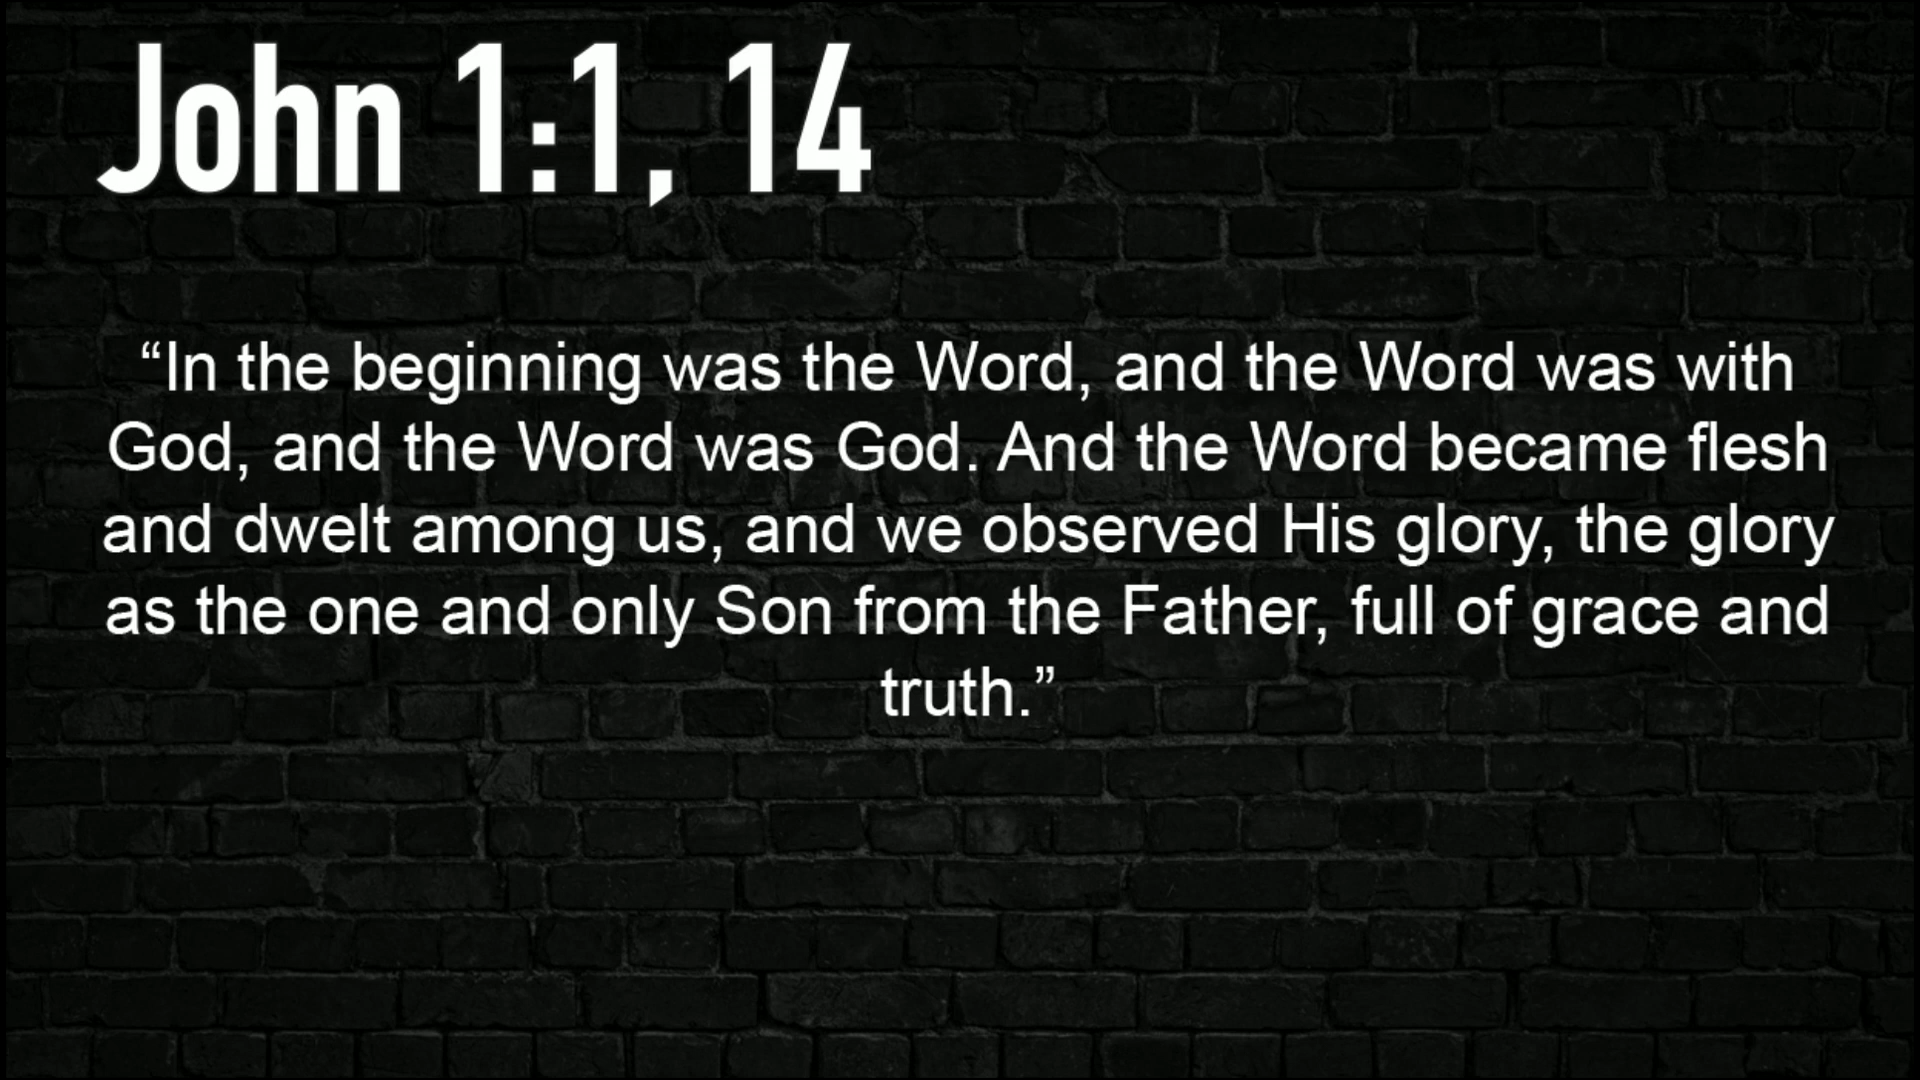 John 1:1, 14
“In the beginning was the Word, and the Word was with
God, and the Word was God. And the Word became flesh
and dwelt among us, and we observed His glory, the glory
as the one and only Son from the Father, full of grace and
truth.”